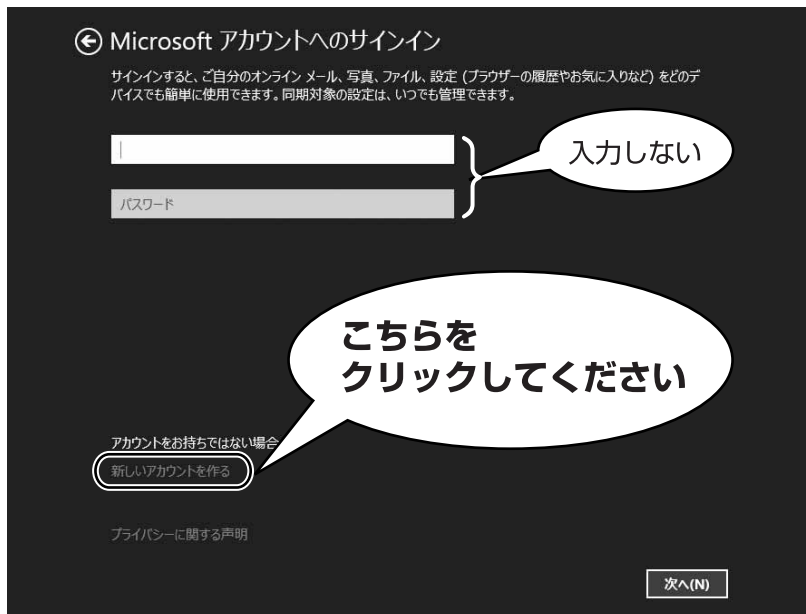 Microsoft アカウントへのサインイン
サインインすると、ご自分のオンライン メール、写真、ファイル、設定 (ブラウザーの履歴やお気に入りなど) をどのデ
バイスでも簡単に使用できます。同期対象の設定は、いつでも管理できます。
入力しない
パスワード
こちらを
クリックしてください
アカウントをお持ちではない場合
新しいアカウントを作る
プライバシーに関する声明
次へ(N)